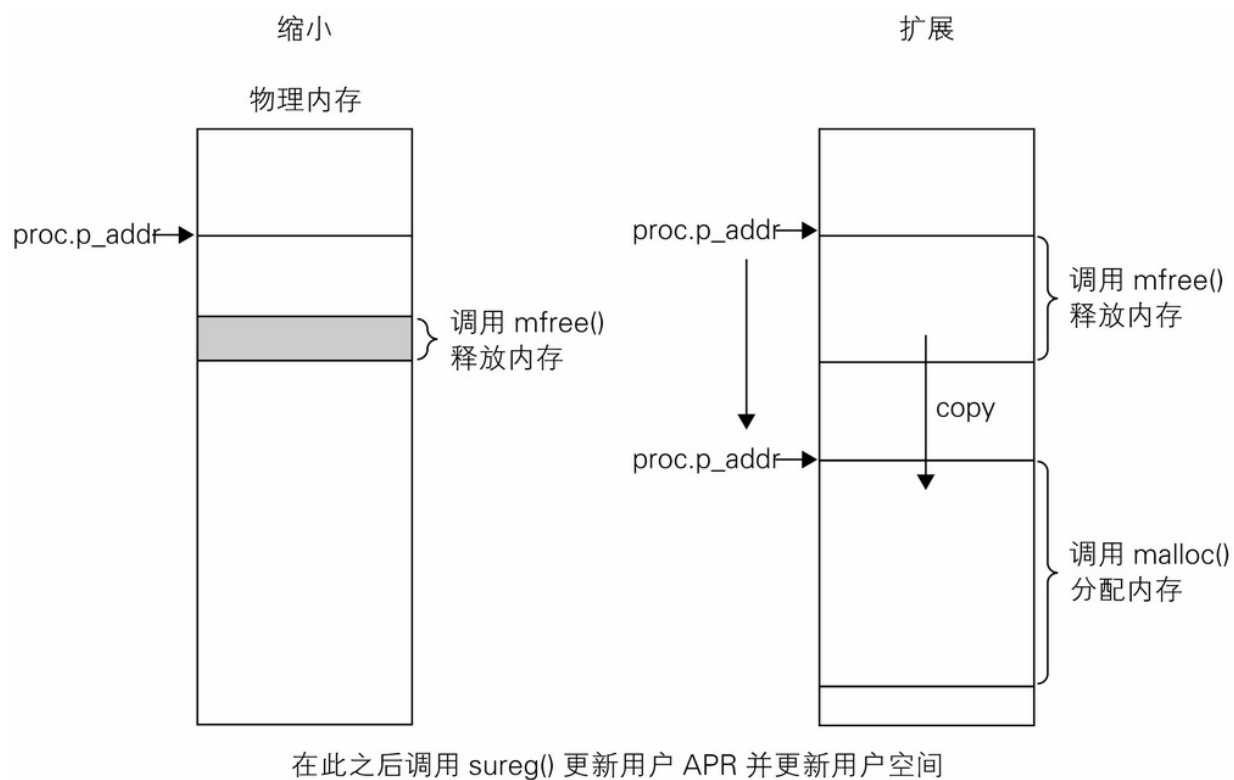 缩小
扩展
物理内存
proc.p_addr
调用 mfree()
释放内存
proc.p_addr
调用 mfree()
释放内存
copy
proc.p_addr
调用 malloc()
分配内存
在此之后调用 sureg() 更新用户 APR 并更新用户空间